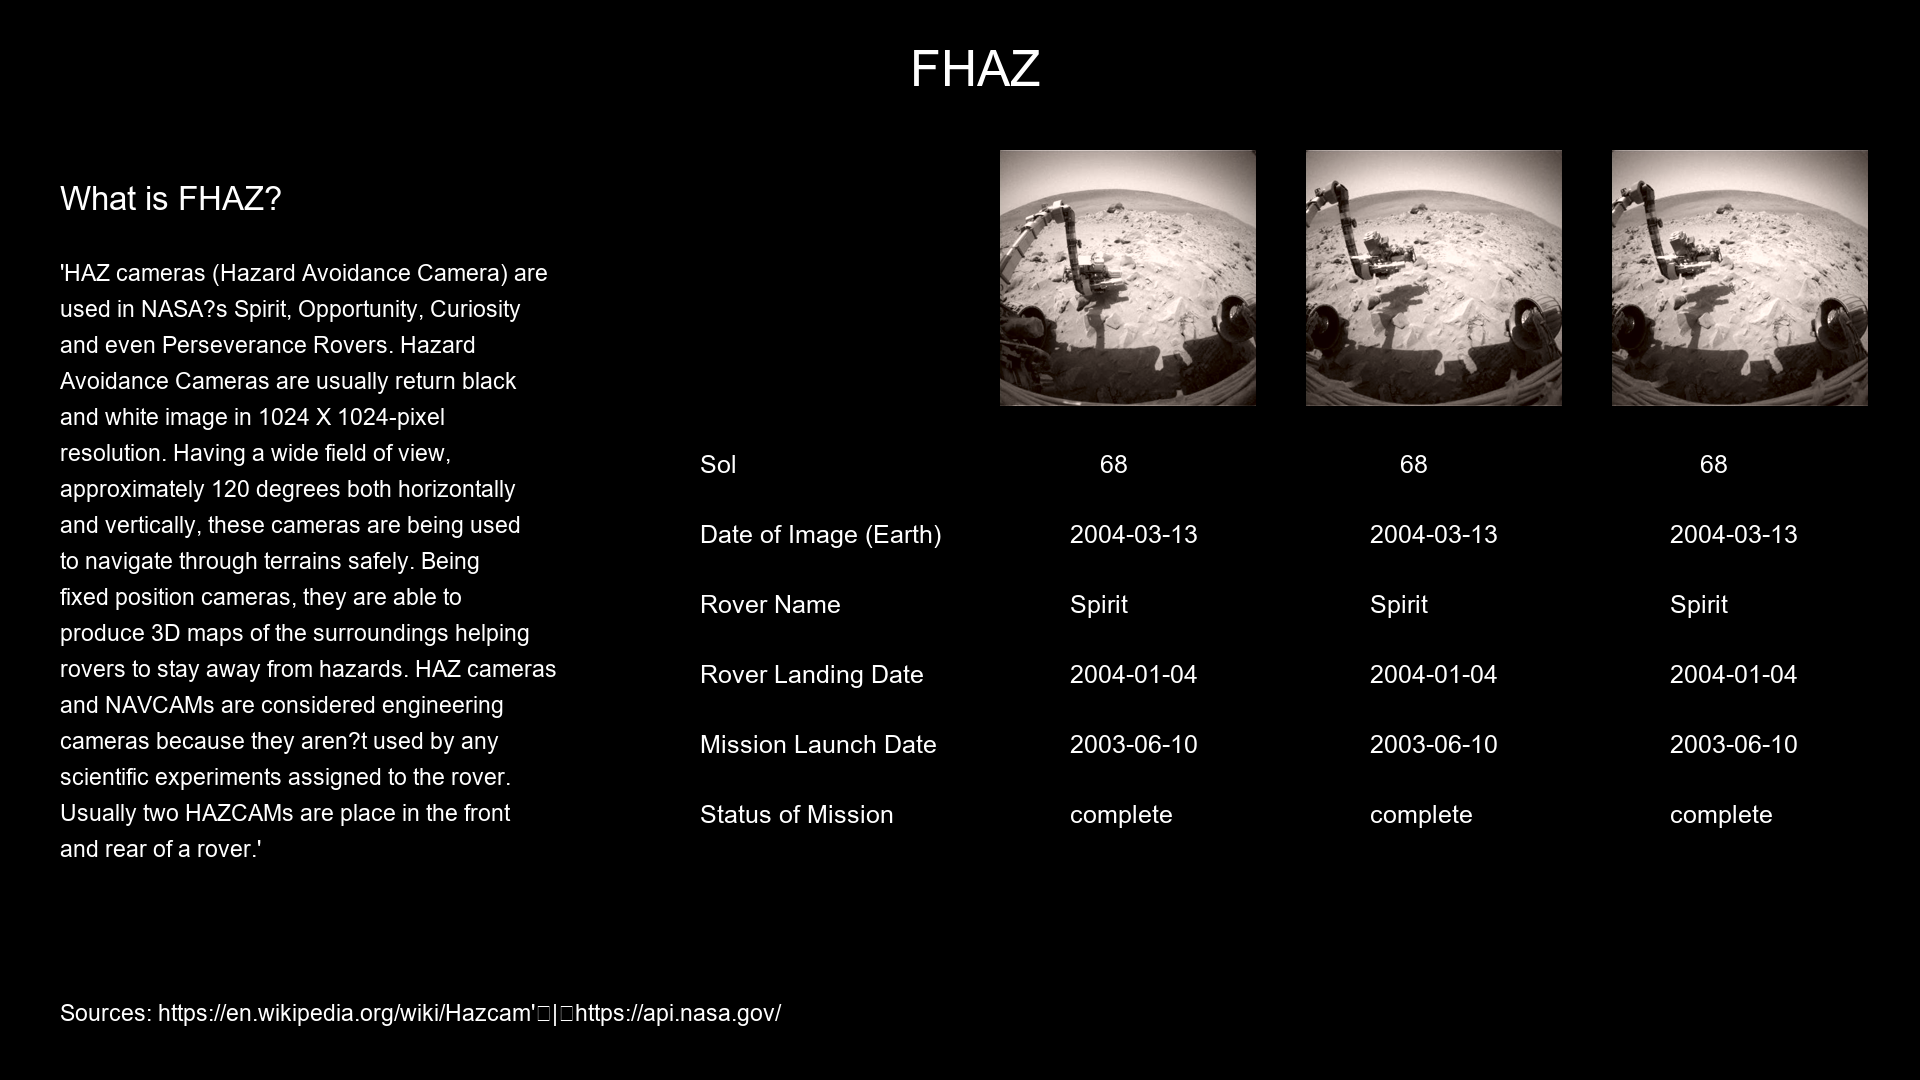 FHAZ
What is FHAZ?
'HAZ cameras (Hazard Avoidance Camera) are
used in NASA?s Spirit, Opportunity, Curiosity
and even Perseverance Rovers. Hazard
Avoidance Cameras are usually return black
and white image in 1024 X 1024-pixel
resolution. Having a wide field of view,
approximately 120 degrees both horizontally
and vertically, these cameras are being used
to navigate through terrains safely. Being
fixed position cameras, they are able to
produce 3D maps of the surroundings helping
rovers to stay away from hazards. HAZ cameras
and NAVCAMs are considered engineering
cameras because they aren?t used by any
scientific experiments assigned to the rover.
Usually two HAZCAMs are place in the front
and rear of a rover.'
Sol 68 68 68
Date of Image (Earth) 2004-03-13 2004-03-13 2004-03-13
Rover Name Spirit Spirit Spirit
Rover Landing Date 2004-01-04 2004-01-04 2004-01-04
Mission Launch Date 2003-06-10 2003-06-10 2003-06-10
Status of Mission complete complete complete
Sources: https://en.wikipedia.org/wiki/Hazcam'□|□https://api.nasa.gov/